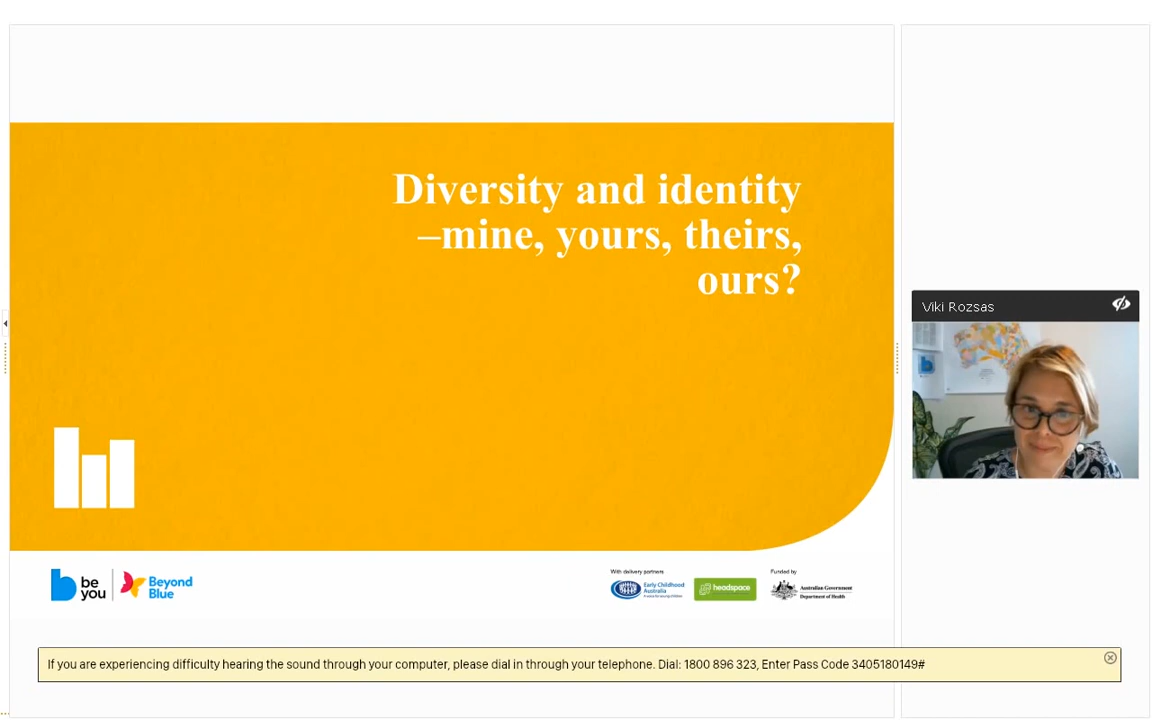 Diversity and identity
–mine, yours, theirs,
ours?
Viki Rozsas
be
you
Beyond
Blue
With delivery partners
Early Childhood
Australia
headspace
Funded by
Australian Government
Department of Health
If you are experiencing difficulty hearing the sound through your computer, please dial in through your telephone. Dial: 1800 896 323, Enter Pass Code 3405180149#